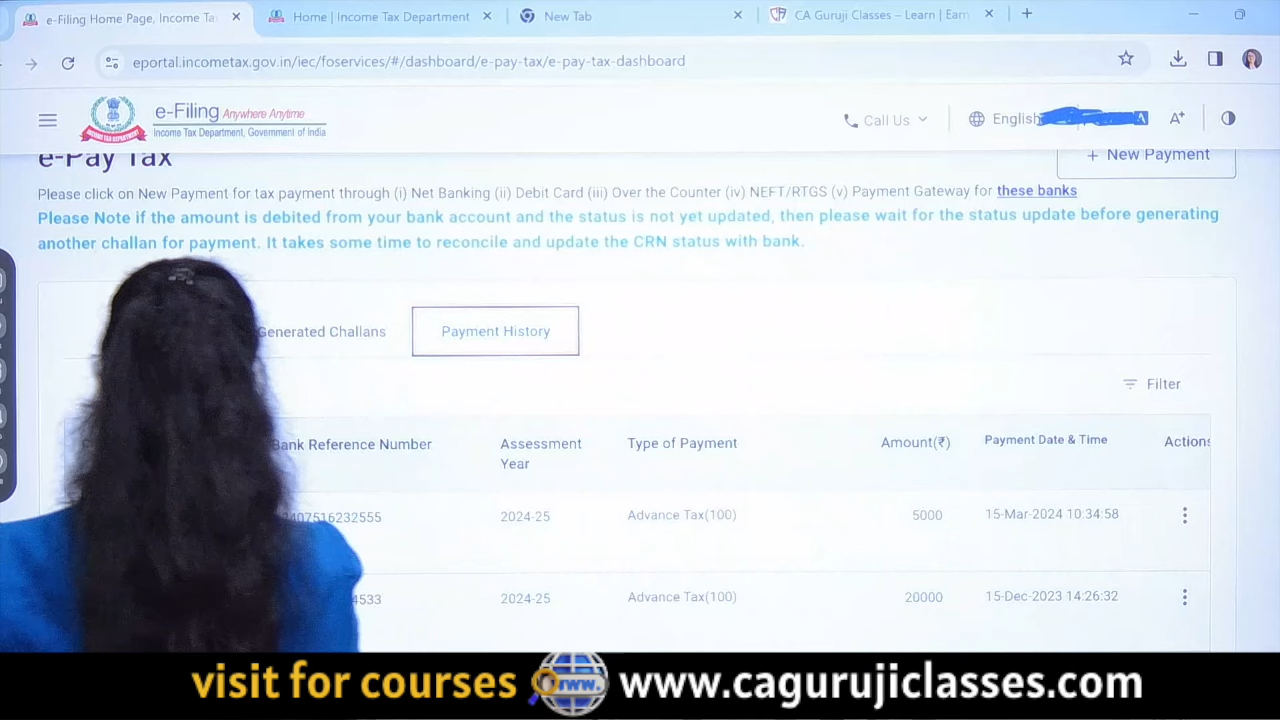 e-Filing Home Page, Income Ta
Home | Income Tax Department
New Tab
CA Guruji Classes – Learn | Earn
eportal.incometax.gov.in/iec/foservices/#/dashboard/e-pay-tax/e-pay-tax-dashboard
e-Filing Anywhere Anytime
Income Tax Department, Government of India
Call Us
English
A
A+
e-Pay Tax
+ New Payment
Please click on New Payment for tax payment through (i) Net Banking (ii) Debit Card (iii) Over the Counter (iv) NEFT/RTGS (v) Payment Gateway for these banks
Please Note if the amount is debited from your bank account and the status is not yet updated, then please wait for the status update before generating
another challan for payment. It takes some time to reconcile and update the CRN status with bank.
Generated Challans
Payment History
Filter
Bank Reference Number
Assessment
Year
Type of Payment
Amount(₹)
Payment Date & Time
Actions
2407516232555
2024-25
Advance Tax(100)
5000
15-Mar-2024 10:34:58
4533
2024-25
Advance Tax(100)
20000
15-Dec-2023 14:26:32
visit for courses
www.
www.cagurujiclasses.com